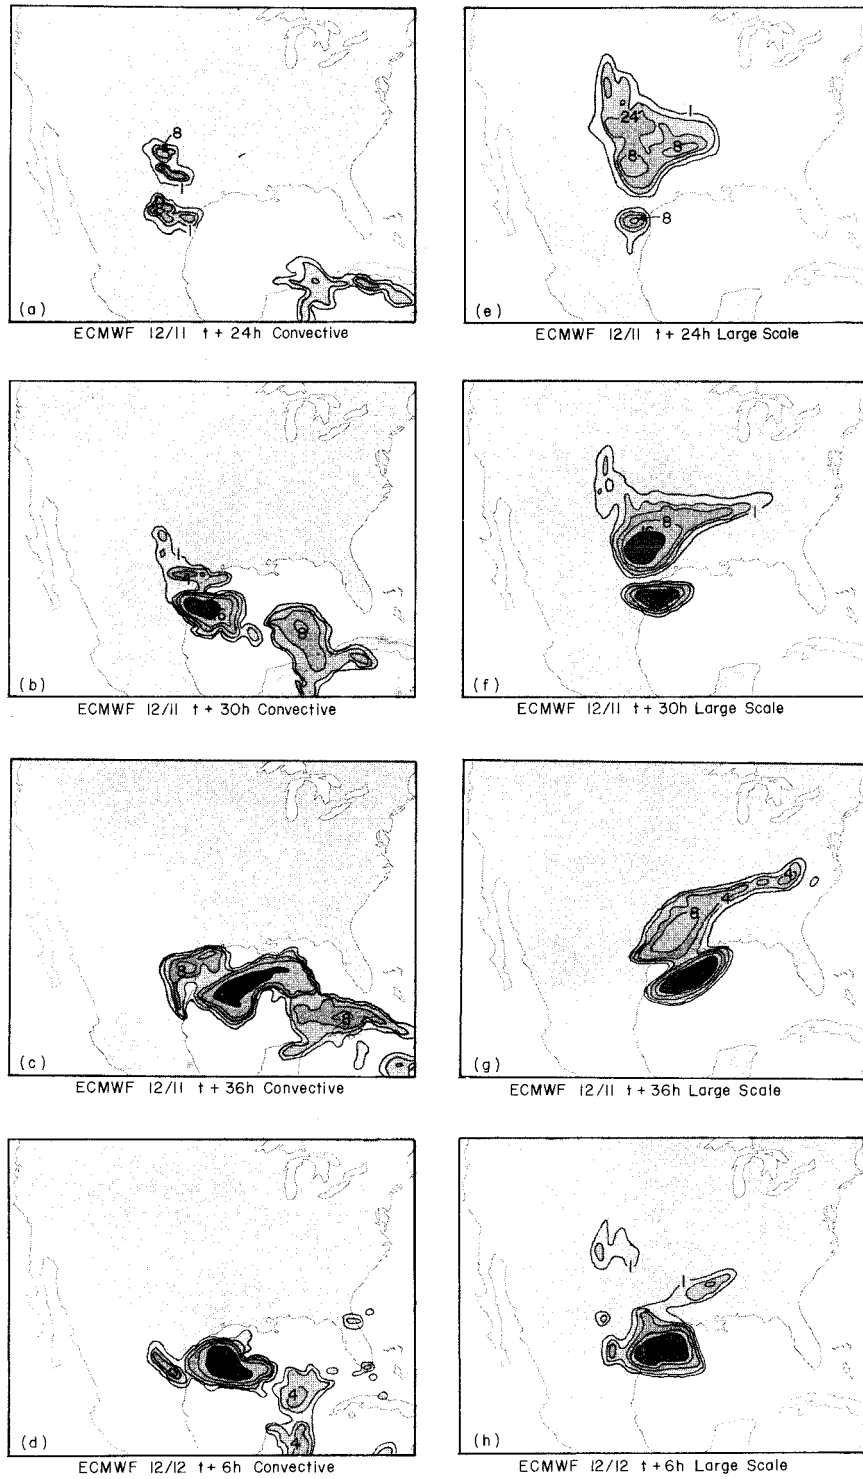 8
1
8
1
(a)
ECMWF 12/11 t + 24h Convective
1
24
8
8
8
(e)
ECMWF 12/11 t + 24h Large Scale
1
8
(b)
ECMWF 12/11 t + 30h Convective
8
1
(f)
ECMWF 12/11 t + 30h Large Scale
8
8
(c)
ECMWF 12/11 t + 36h Convective
4
4
8
(g)
ECMWF 12/11 t + 36h Large Scale
4
4
(d)
ECMWF 12/12 t + 6h Convective
1
1
(h)
ECMWF 12/12 t + 6h Large Scale